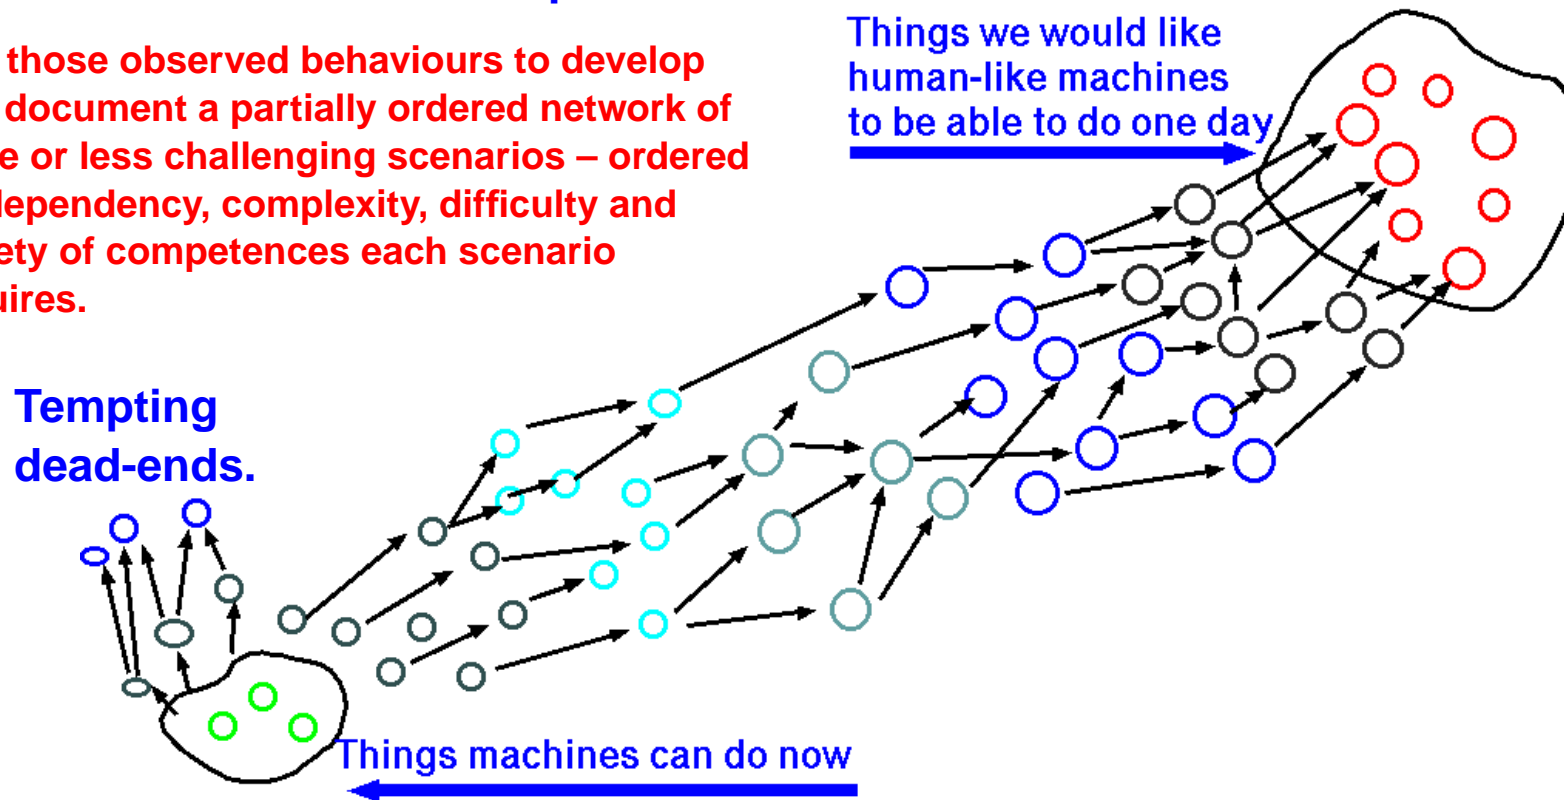 those observed behaviours to develop
document a partially ordered network of
or less challenging scenarios – ordered
dependency, complexity, difficulty and
of competences each scenario
Things we would like
human-like machines
to be able to do one day
Tempting
dead-ends.
Things machines can do now